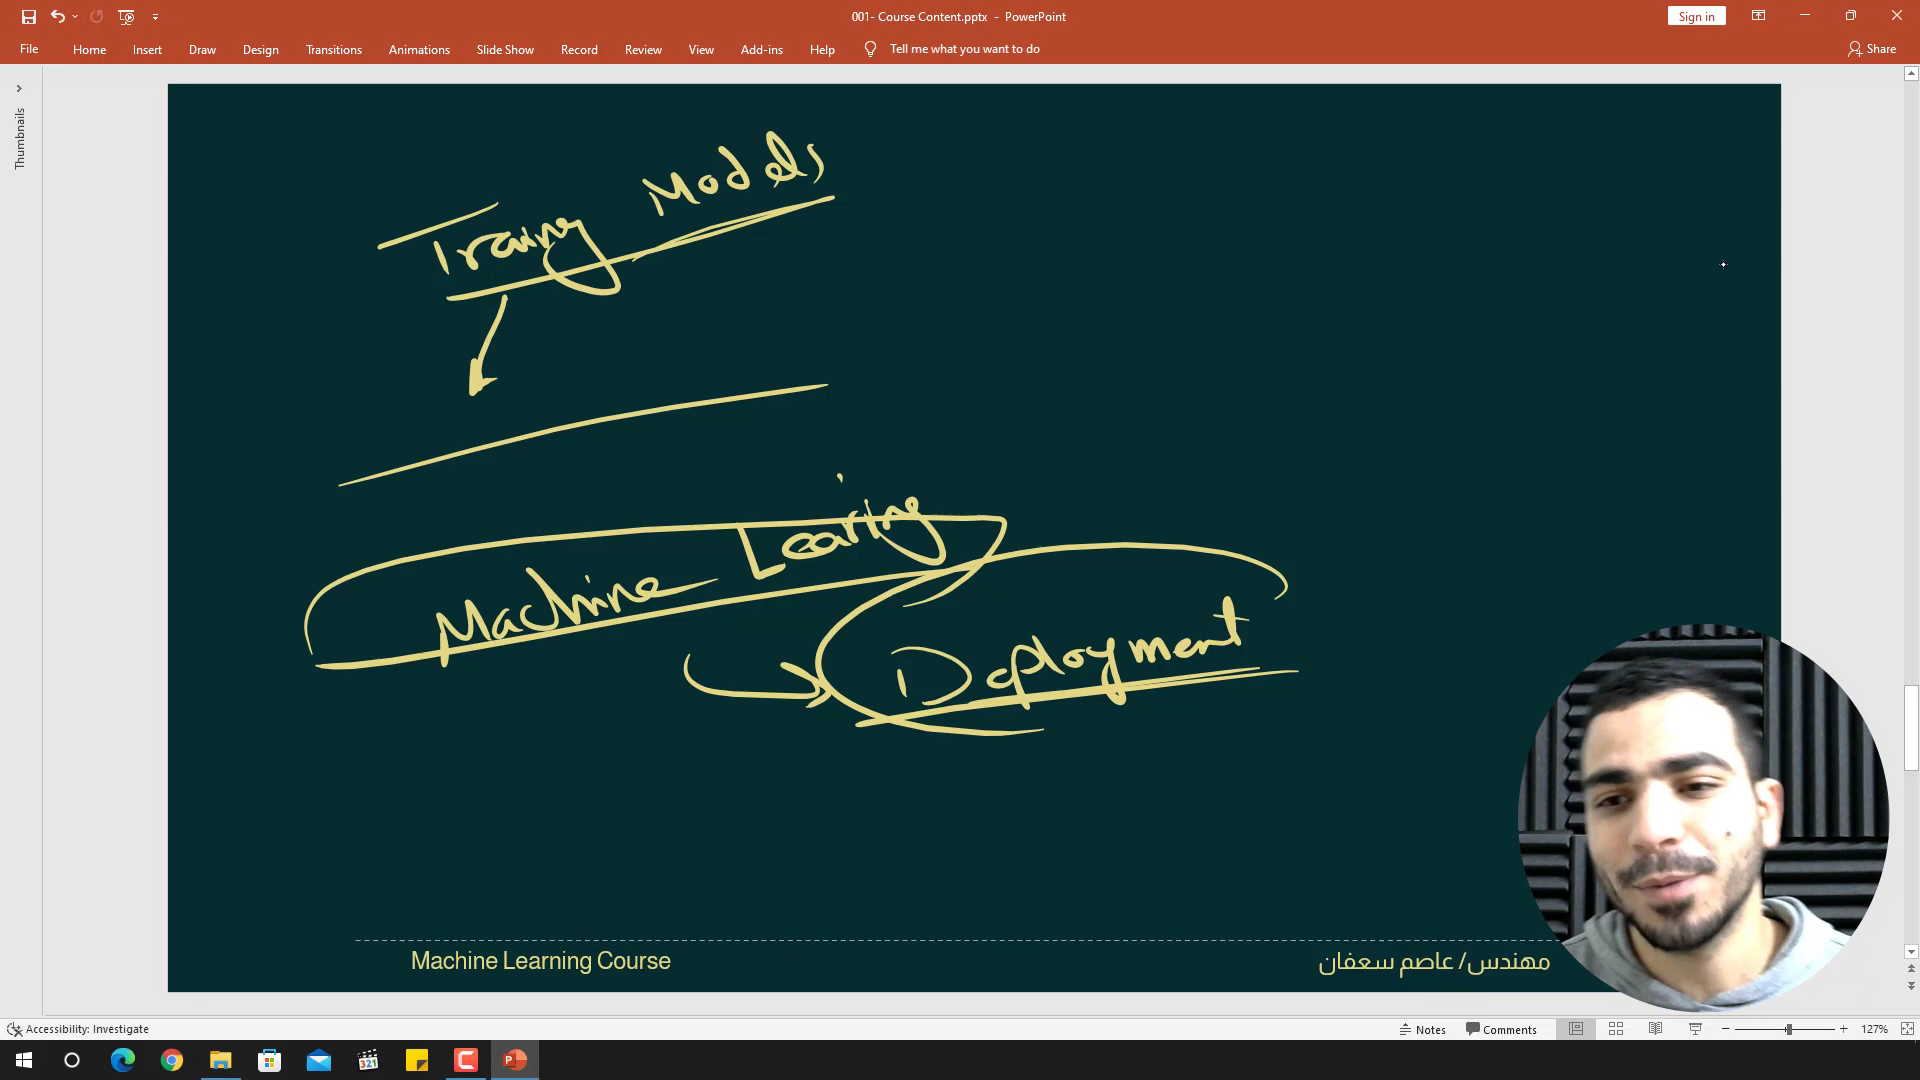 001- Course Content.pptx - PowerPoint
Sign in
File Home Insert Draw Design Transitions Animations Slide Show Record Review View Add-ins Help Tell me what you want to do
Share
Thumbnails
Traing Models
Machine Learing
Deployment
Machine Learning Course
مهندس/ عاصم سعفان
Accessibility: Investigate
Notes Comments
127%
321